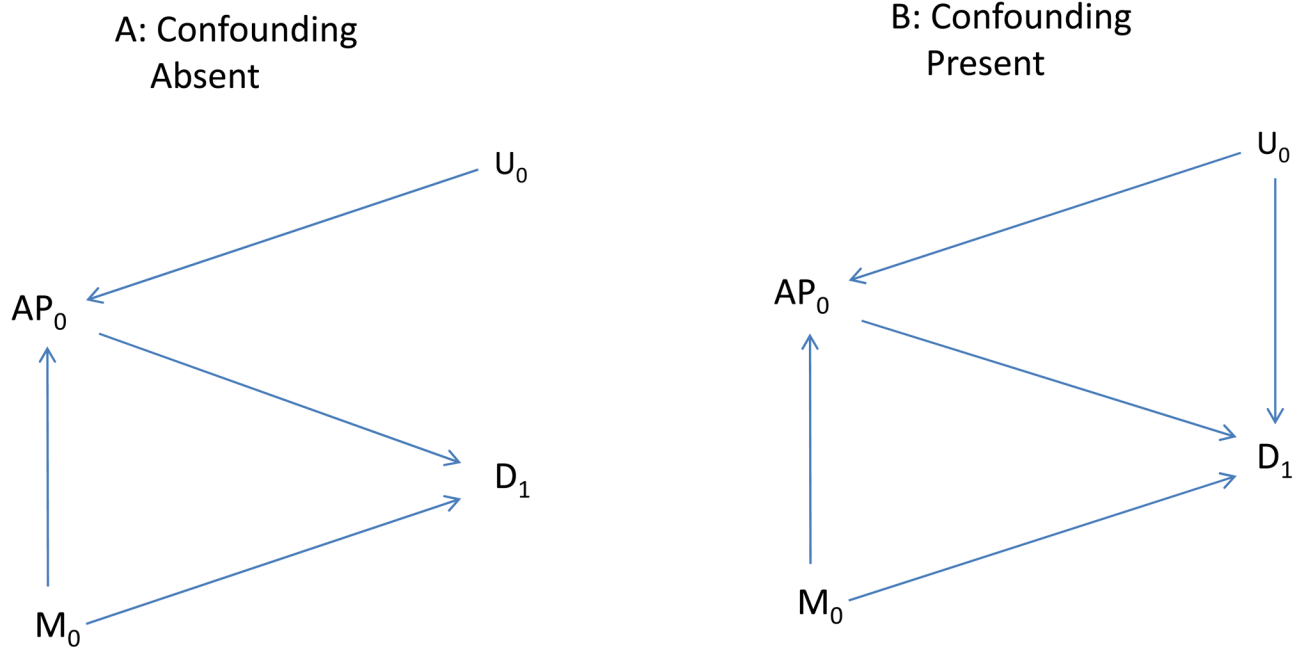 A: Confounding
Absent
U₀
AP₀
D₁
M₀
B: Confounding
Present
U₀
AP₀
D₁
M₀